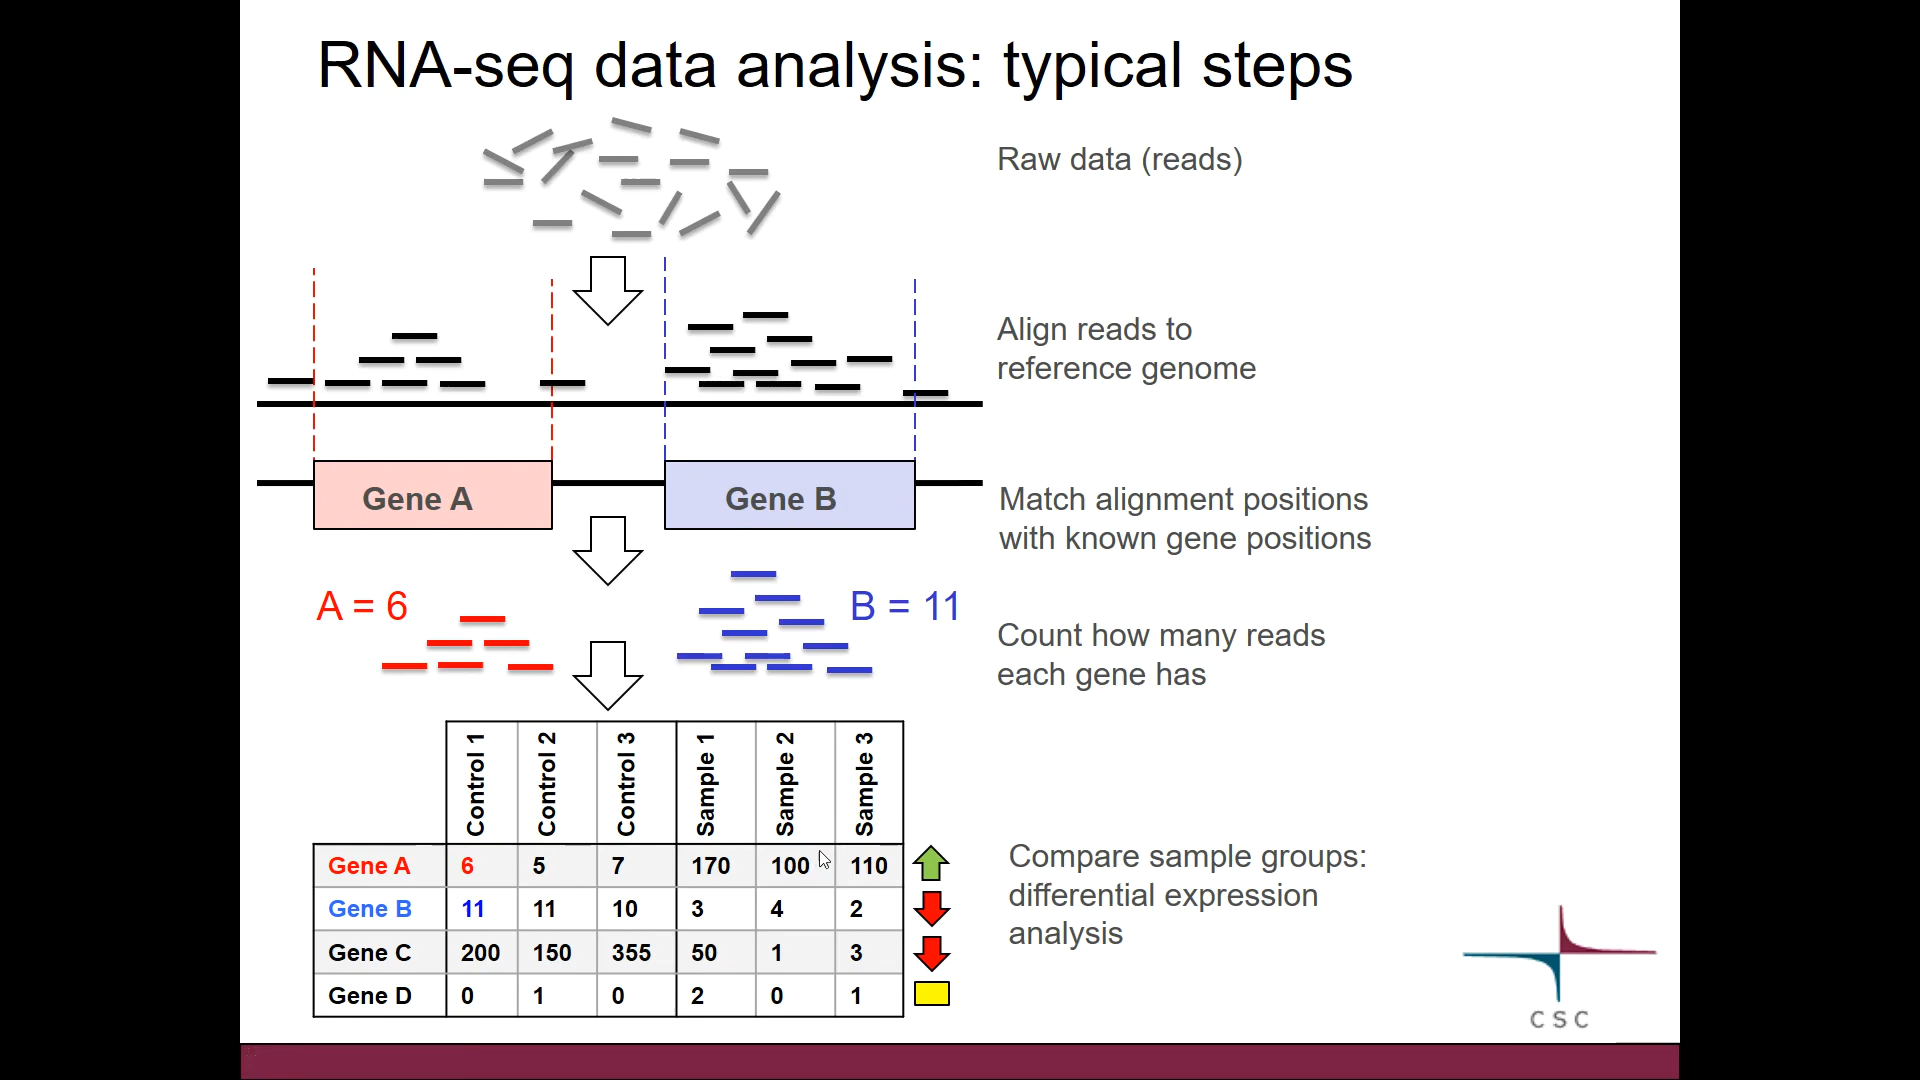 RNA-seq data analysis: typical steps
Raw data (reads)
Align reads to
reference genome
Gene A
Gene B
Match alignment positions
with known gene positions
A = 6
B = 11
Count how many reads
each gene has
Control 1 Control 2 Control 3 Sample 1 Sample 2 Sample 3
Gene A 6 5 7 170 100 110
Gene B 11 11 10 3 4 2
Gene C 200 150 355 50 1 3
Gene D 0 1 0 2 0 1
Compare sample groups:
differential expression
analysis
CSC